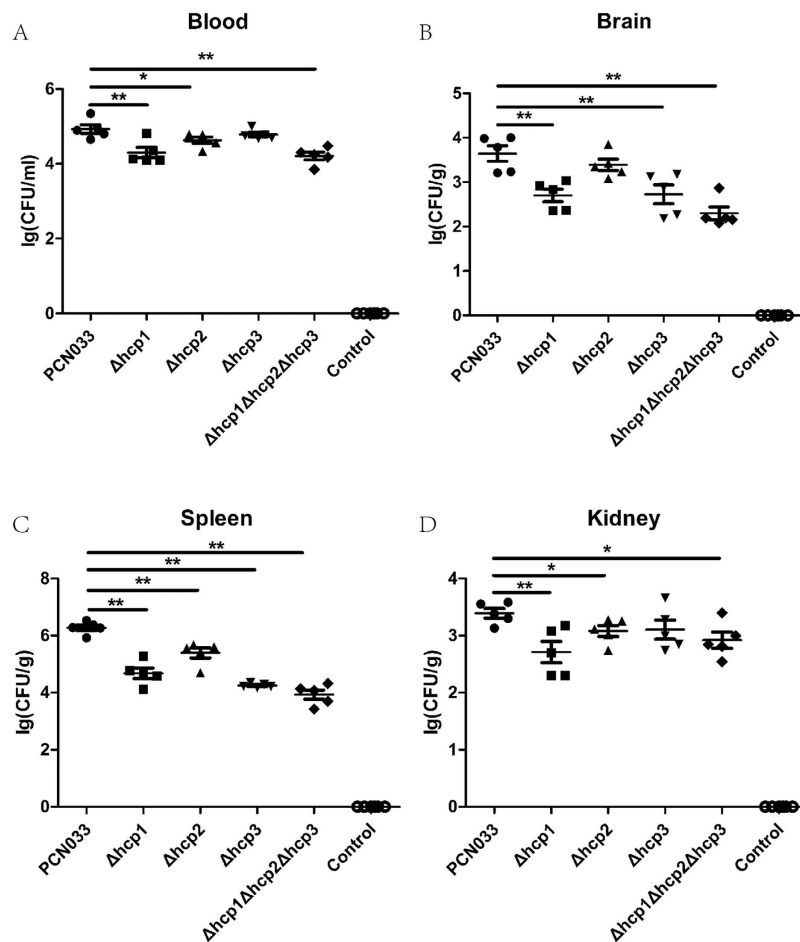 A
Blood
**
*
**
6
4
2
0
lg(CFU/ml)
PCN033
Δhcp1
Δhcp2
Δhcp3
Δhcp1Δhcp2Δhcp3
Control
B
Brain
**
**
**
5
4
3
2
1
0
lg(CFU/g)
PCN033
Δhcp1
Δhcp2
Δhcp3
Δhcp1Δhcp2Δhcp3
Control
C
Spleen
**
**
**
**
8
6
4
2
0
lg(CFU/g)
PCN033
Δhcp1
Δhcp2
Δhcp3
Δhcp1Δhcp2Δhcp3
Control
D
Kidney
*
*
**
4
3
2
1
0
lg(CFU/g)
PCN033
Δhcp1
Δhcp2
Δhcp3
Δhcp1Δhcp2Δhcp3
Control